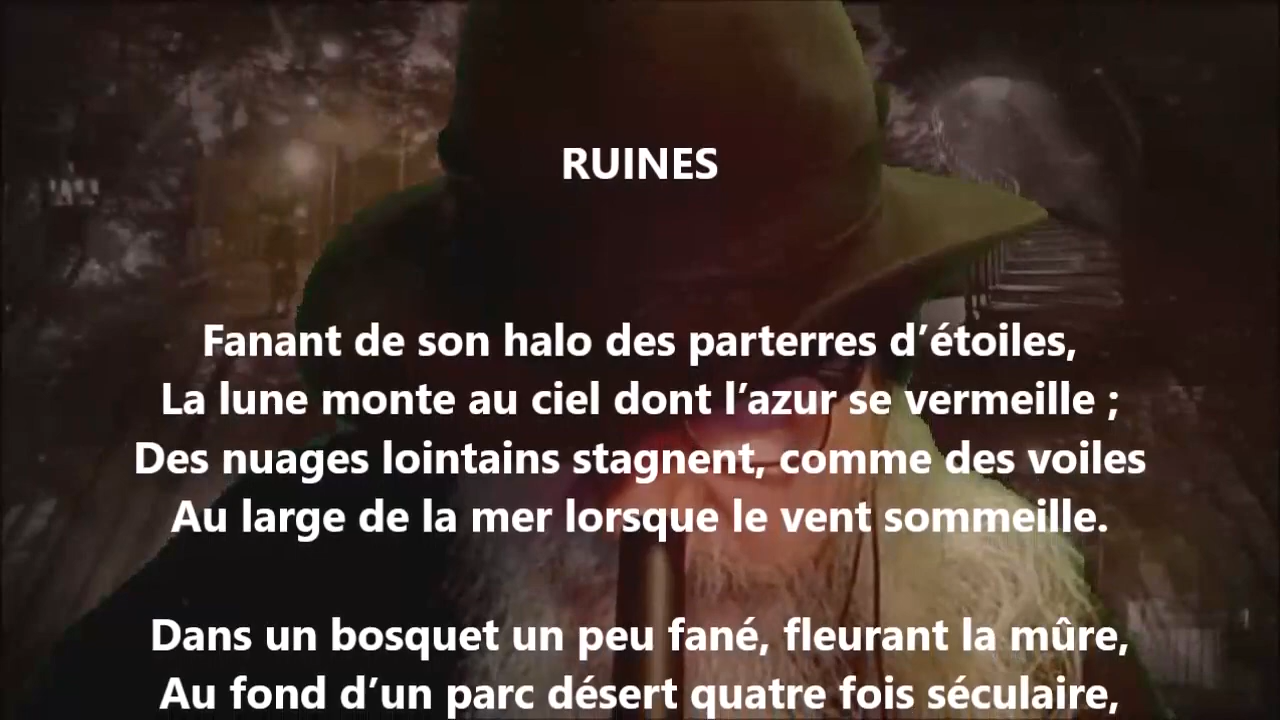 RUINES
Fanant de son halo des parterres d’étoiles,
La lune monte au ciel dont l’azur se vermeille ;
Des nuages lointains stagnent, comme des voiles
Au large de la mer lorsque le vent sommeille.
Dans un bosquet un peu fané, fleurant la mûre,
Au fond d’un parc désert quatre fois séculaire,